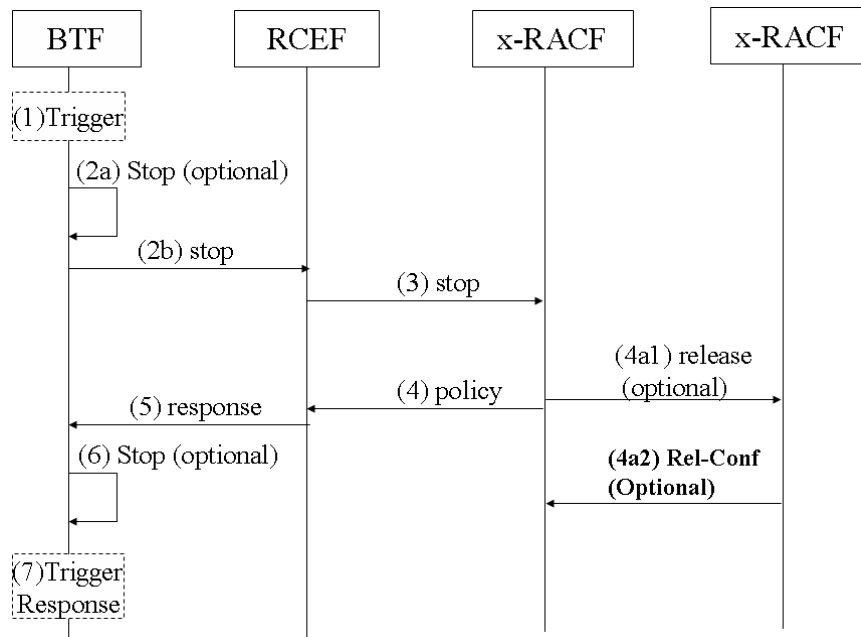 BTF
RCEF
x-RACF
x-RACF
(1)Trigger
(2a) Stop (optional)
(2b) stop
(3) stop
(4a1) release
(optional)
(4) policy
(5) response
(6) Stop (optional)
(4a2) Rel-Conf
(Optional)
(7)Trigger
Response